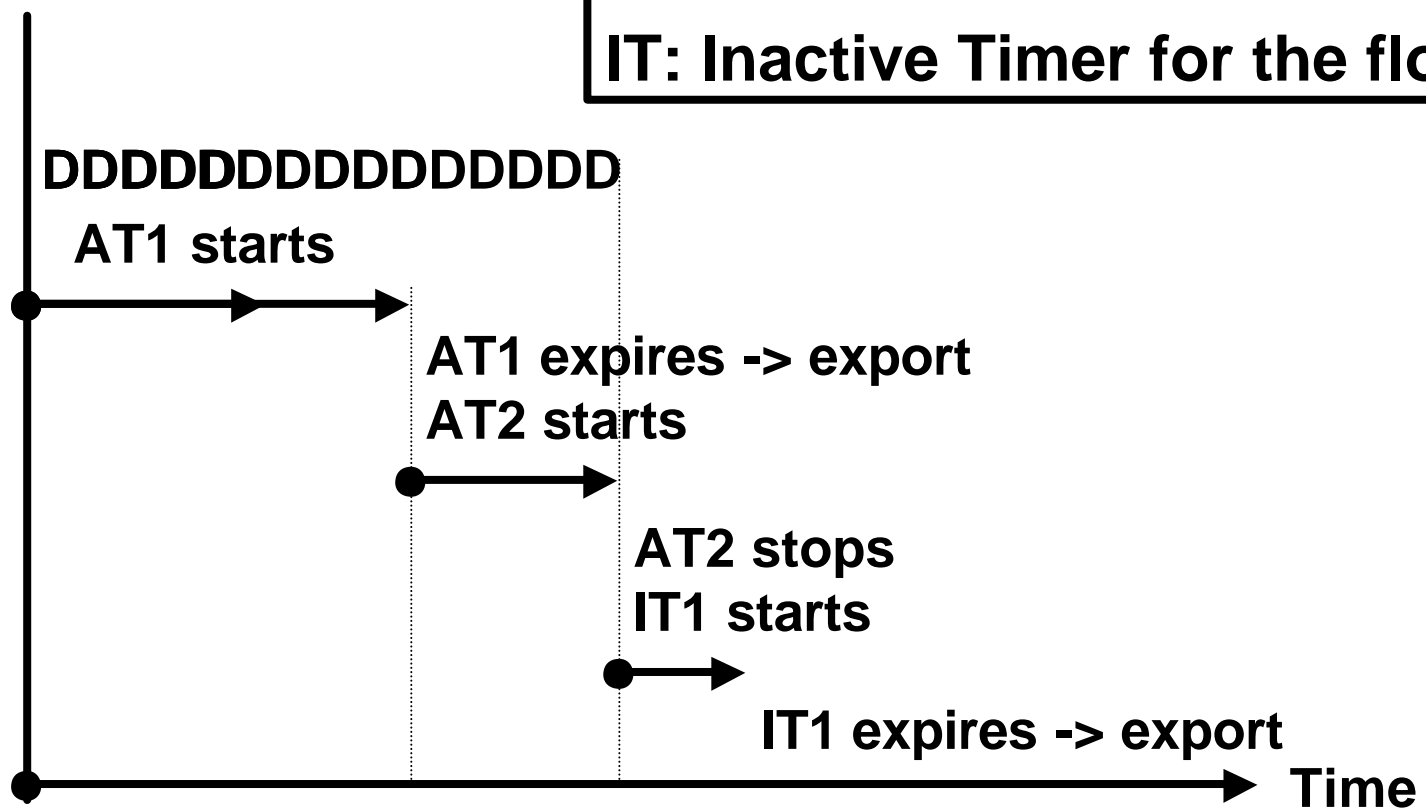 IT: Inactive Timer for the flo
DDDDDDDDDDDDDDD
AT1 starts
AT1 expires -> export
AT2 starts
AT2 stops
IT1 starts
IT1 expires -> export
Time